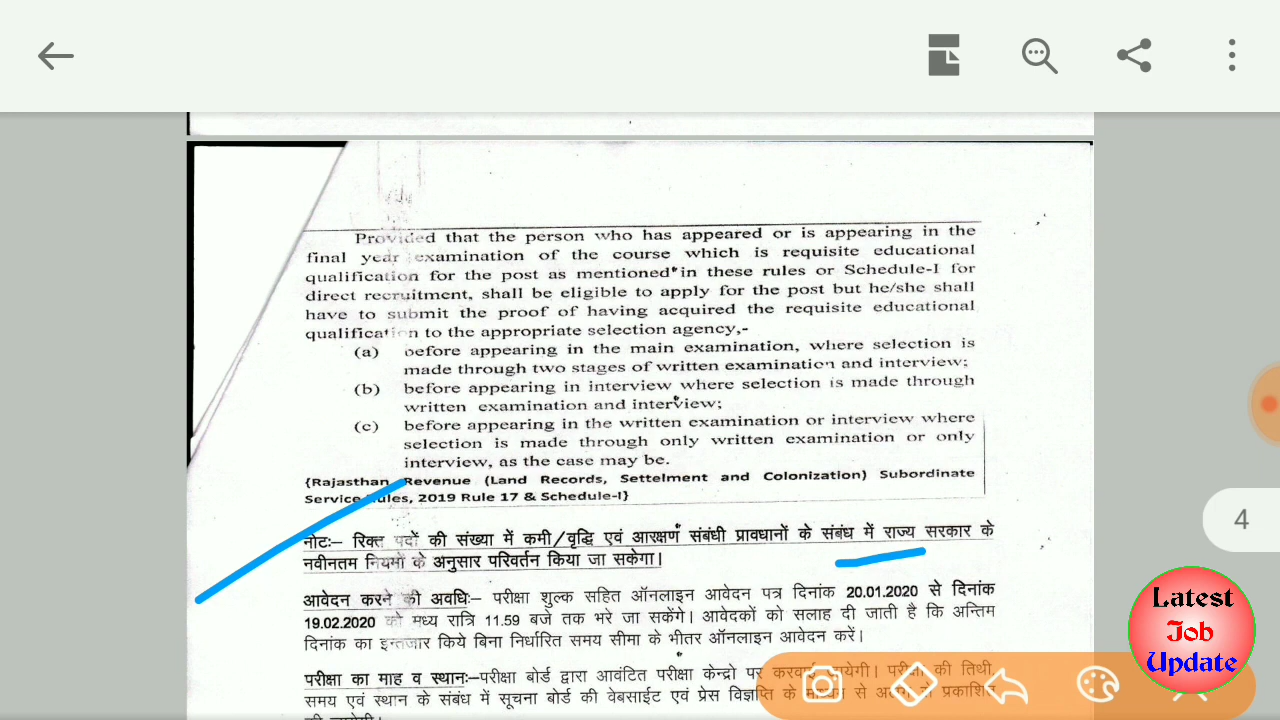 Provided that the person who has appeared or is appearing in the
final year examination of the course which is requisite educational
qualification for the post as mentioned in these rules or Schedule-I for
direct recruitment, shall be eligible to apply for the post but he/she shall
have to submit the proof of having acquired the requisite educational
qualification to the appropriate selection agency,-
(a) before appearing in the main examination, where selection is
made through two stages of written examination and interview;
(b) before appearing in interview where selection is made through
written examination and interview;
(c) before appearing in the written examination or interview where
selection is made through only written examination or only
interview, as the case may be.
{Rajasthan Revenue (Land Records, Settelment and Colonization) Subordinate
Service Rules, 2019 Rule 17 & Schedule-I}
नोटः– रिक्त पदों की संख्या में कमी/वृद्धि एवं आरक्षण संबंधी प्रावधानों के संबंध में राज्य सरकार के
नवीनतम नियमों के अनुसार परिवर्तन किया जा सकेगा।
4
आवेदन करने की अवधिः– परीक्षा शुल्क सहित ऑनलाइन आवेदन पत्र दिनांक 20.01.2020 से दिनांक
19.02.2020 को मध्य रात्रि 11.59 बजे तक भरे जा सकेंगे। आवेदकों को सलाह दी जाती है कि अन्तिम
दिनांक का इन्तजार किये बिना निर्धारित समय सीमा के भीतर ऑनलाइन आवेदन करें।
परीक्षा का माह व स्थानः–परीक्षा बोर्ड द्वारा आवंटित परीक्षा केन्द्रो पर जायेगी। परीक्षा की तिथी,
समय एवं स्थान के संबंध में सूचना बोर्ड की वेबसाईट एवं प्रेस विज्ञप्ति के माध्यम से प्रकाशित
Latest
Job
Update